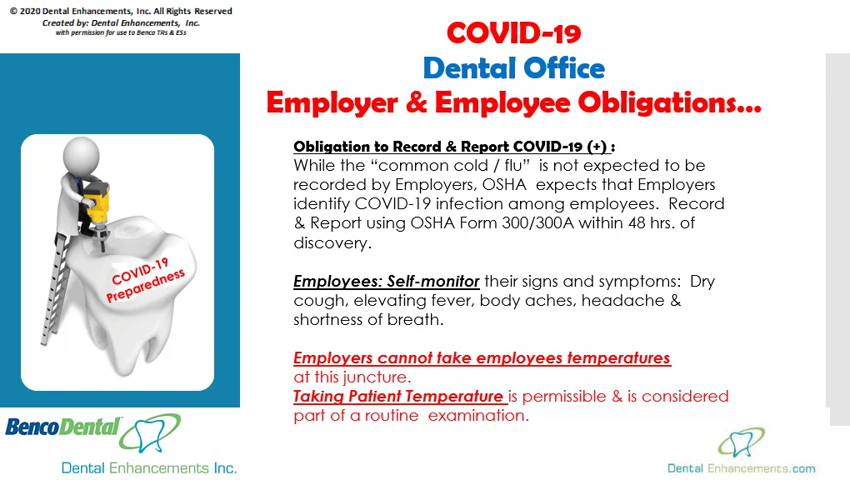 © 2020 Dental Enhancements, Inc. All Rights Reserved
Created by: Dental Enhancements, Inc.
with permission for use to Benco TRs & ESs
COVID-19
Dental Office
Employer & Employee Obligations...
Obligation to Record & Report COVID-19 (+) :
While the “common cold / flu” is not expected to be
recorded by Employers, OSHA expects that Employers
identify COVID-19 infection among employees. Record
& Report using OSHA Form 300/300A within 48 hrs. of
discovery.
Employees: Self-monitor their signs and symptoms: Dry
cough, elevating fever, body aches, headache &
shortness of breath.
Employers cannot take employees temperatures
at this juncture.
Taking Patient Temperature is permissible & is considered
part of a routine examination.
COVID-19
Preparedness
BencoDental
Dental Enhancements Inc.
Dental Enhancements.com